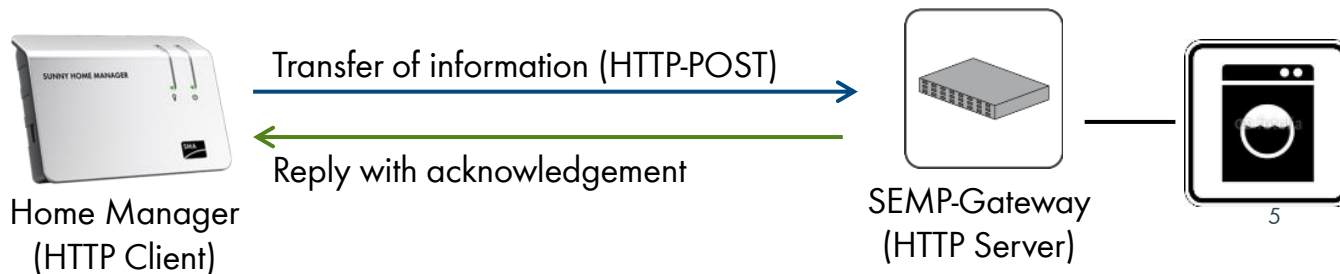 SUNNY HOME MANAGER
SMA
Transfer of information (HTTP-POST)
Reply with acknowledgement
Home Manager
(HTTP Client)
SEMP-Gateway
(HTTP Server)
5